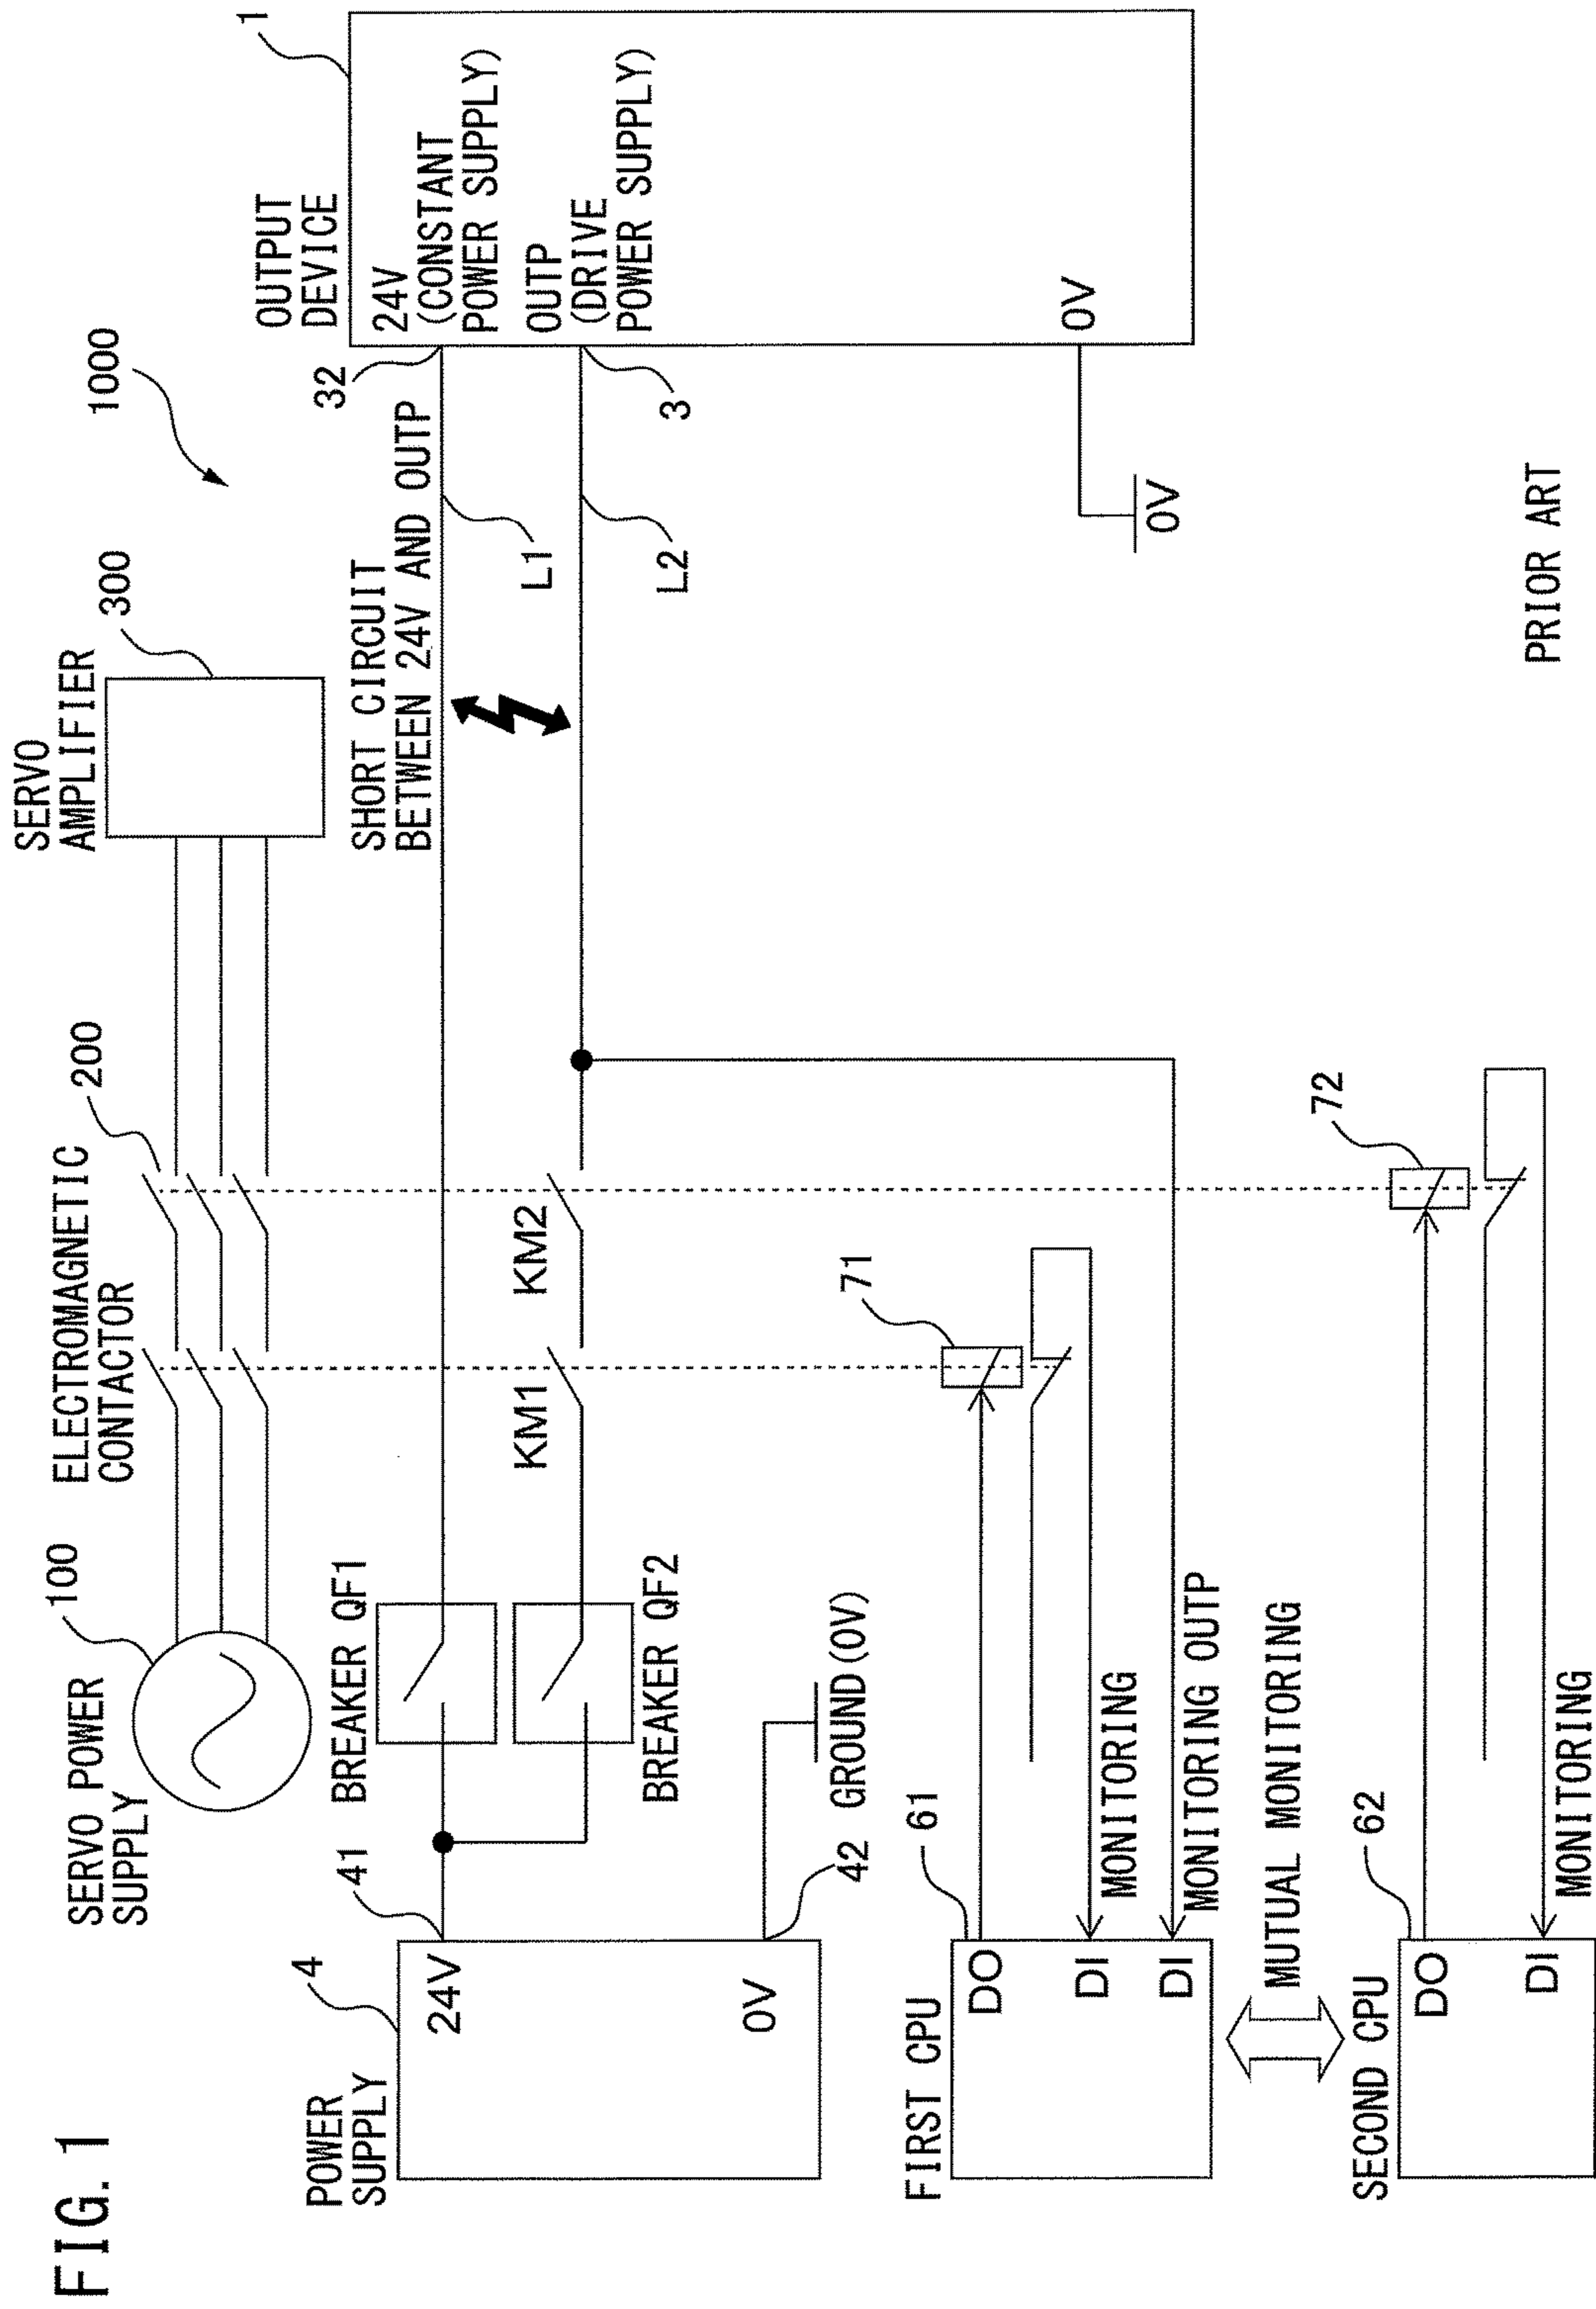 FIG. 1
1000
SERVO POWER
SUPPLY
100
ELECTROMAGNETIC
CONTACTOR
200
SERVO
AMPLIFIER
300
OUTPUT
DEVICE
1
POWER
SUPPLY
4
24V
41
0V
42
GROUND(0V)
BREAKER QF1
BREAKER QF2
KM1
KM2
SHORT CIRCUIT
BETWEEN 24V AND OUTP
L1
L2
32
3
24V
(CONSTANT
POWER SUPPLY)
OUTP
(DRIVE
POWER SUPPLY)
0V
0V
FIRST CPU
61
DO
DI
DI
71
MONITORING
MONITORING OUTP
MUTUAL MONITORING
SECOND CPU
62
DO
DI
72
MONITORING
PRIOR ART